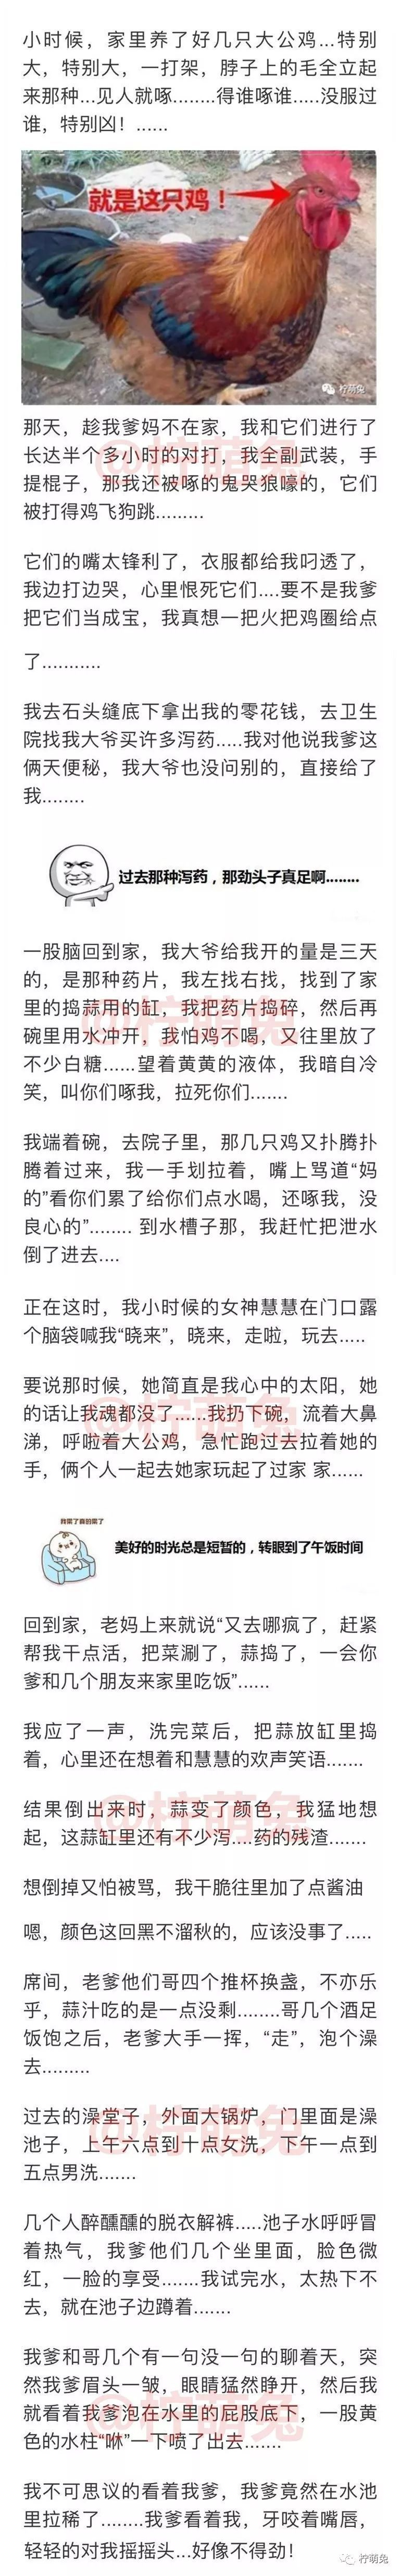 小时候，家里养了好几只大公鸡...特别
大，特别大，一打架，脖子上的毛全立起
来那种...见人就啄........得谁啄谁.....没服过
谁，特别凶！......
就是这只鸡！
柠萌兔
那天，趁我爹妈不在家，我和它们进行了
长达半个多小时的对打，我全副武装，手
提棍子，那我还被啄的鬼哭狼嚎的，它们
被打得鸡飞狗跳.........
@柠萌兔
它们的嘴太锋利了，衣服都给我叼透了，
我边打边哭，心里恨死它们....要不是我爹
把它们当成宝，我真想一把火把鸡圈给点
了...........
我去石头缝底下拿出我的零花钱，去卫生
院找我大爷买许多泻药.....我对他说我爹这
俩天便秘，我大爷也没问别的，直接给了
我........
过去那种泻药，那劲头子真足啊........
一股脑回到家，我大爷给我开的量是三天
的，是那种药片，我左找右找，找到了家
里的捣蒜用的缸，我把药片捣碎，然后再
碗里用水冲开，我怕鸡不喝，又往里放了
不少白糖......望着黄黄的液体，我暗自冷
笑，叫你们啄我，拉死你们.......
@柠萌兔
我端着碗，去院子里，那几只鸡又扑腾扑
腾着过来，我一手划拉着，嘴上骂道“妈
的”看你们累了给你们点水喝，还啄我，没
良心的”........ 到水槽子那，我赶忙把泄水
倒了进去....
正在这时，我小时候的女神慧慧在门口露
个脑袋喊我“晓来”，晓来，走啦，玩去.....
要说那时候，她简直是我心中的太阳，她
的话让我魂都没了......我扔下碗，流着大鼻
涕，呼啦着大公鸡，急忙跑过去拉着她的
手，俩个人一起去她家玩起了过家 家......
@柠萌兔
我累了真的累了
美好的时光总是短暂的，转眼到了午饭时间
回到家，老妈上来就说“又去哪疯了，赶紧
帮我干点活，把菜涮了，蒜捣了，一会你
爹和几个朋友来家里吃饭”......
我应了一声，洗完菜后，把蒜放缸里捣
着，心里还在想着和慧慧的欢声笑语.......
结果倒出来时，蒜变了颜色，我猛地想
起，这蒜缸里还有不少泻....药的残渣.......
@柠萌兔
想倒掉又怕被骂，我干脆往里加了点酱油
嗯，颜色这回黑不溜秋的，应该没事了.....
席间，老爹他们哥四个推杯换盏，不亦乐
乎，蒜汁吃的是一点没剩........哥几个酒足
饭饱之后，老爹大手一挥，“走”，泡个澡
去.........
过去的澡堂子，外面大锅炉，门里面是澡
池子，上午六点到十点女洗，下午一点到
五点男洗.......
@柠萌兔
几个人醉醺醺的脱衣解裤.....池子水呼呼冒
着热气，我爹他们几个坐里面，脸色微
红，一脸的享受.......我试完水，太热下不
去，就在池子边蹲着.......
我爹和哥几个有一句没一句的聊着天，突
然我爹眉头一皱，眼睛猛然睁开，然后我
就看着我爹泡在水里的屁股底下，一股黄
色的水柱“咻”一下喷了出去.......
@柠萌兔
我不可思议的看着我爹，我爹竟然在水池
里拉稀了........我爹看着我，牙咬着嘴唇，
轻轻的对我摇摇头...好像不得劲！
柠萌兔